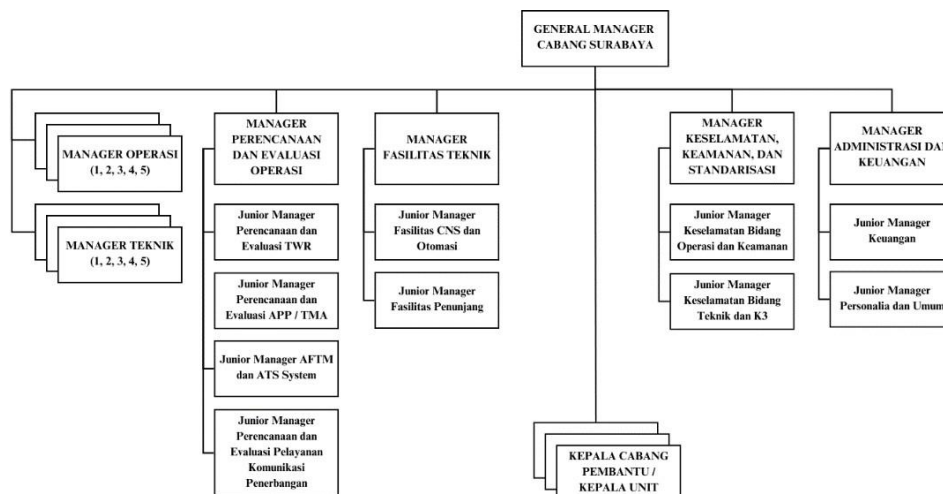 GENERAL MANAGER
CABANG SURABAYA
MANAGER OPERASI
(1, 2, 3, 4, 5)
MANAGER TEKNIK
(1, 2, 3, 4, 5)
MANAGER
PERENCANAAN
DAN EVALUASI
OPERASI
Junior Manager
Perencanaan dan
Evaluasi TWR
Junior Manager
Perencanaan dan
Evaluasi APP / TMA
Junior Manager AFTM
dan ATS System
Junior Manager
Perencanaan dan
Evaluasi Pelayanan
Komunikasi
Penerbangan
MANAGER
FASILITAS TEKNIK
Junior Manager
Fasilitas CNS dan
Otomasi
Junior Manager
Fasilitas Penunjang
KEPALA CABANG
PEMBANTU /
KEPALA UNIT
MANAGER
KESELAMATAN,
KEAMANAN, DAN
STANDARISASI
Junior Manager
Keselamatan Bidang
Operasi dan Keamanan
Junior Manager
Keselamatan Bidang
Teknik dan K3
MANAGER
ADMINISTRASI DAN
KEUANGAN
Junior Manager
Keuangan
Junior Manager
Personalia dan Umum